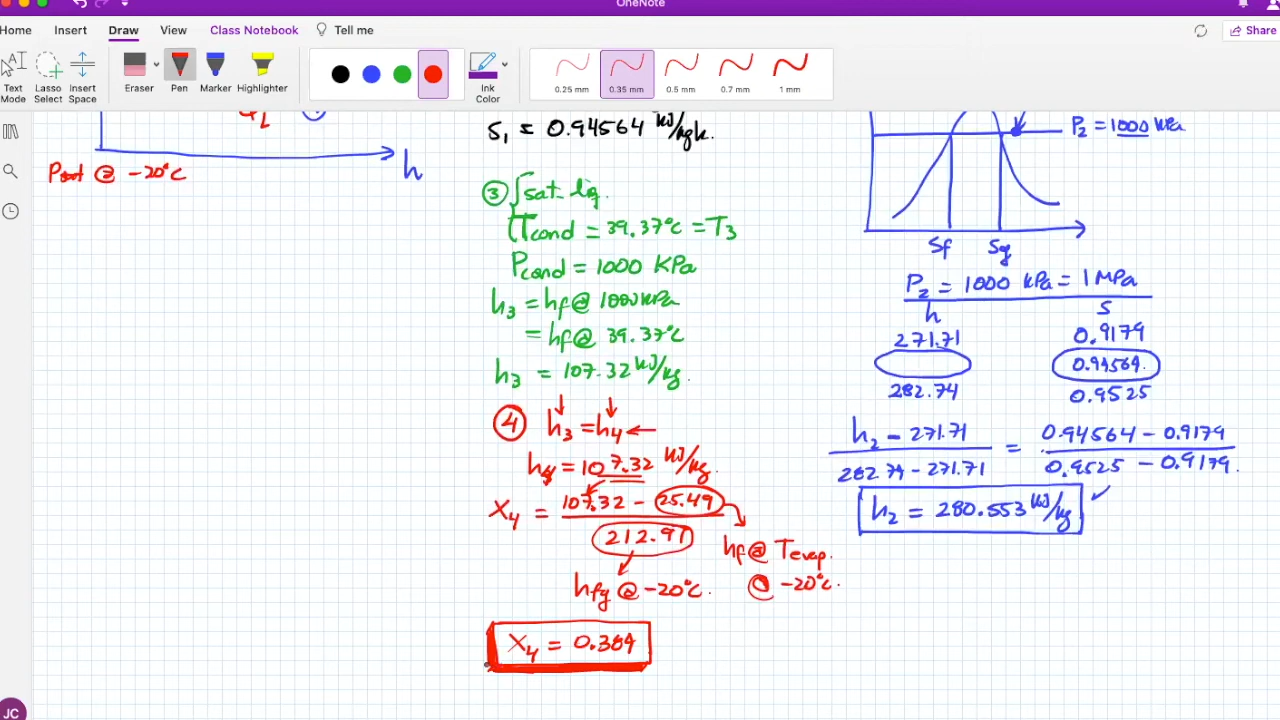 OneNote
Home Insert Draw View Class Notebook Tell me
Share
Text Mode
Lasso Select
Insert Space
Eraser
Pen
Marker
Highlighter
Ink Color
0.25 mm
0.35 mm
0.5 mm
0.7 mm
1 mm
h
@ -20°C
S1 = 0.94564 kJ/kgk.
③ sat-liq.
Tcond = 39.37°C = T3
Pcond = 1000 KPa
h3 = hf@ 1000 kPa
= hf@ 39.37°C
h3 = 107.32 kJ/kg.
④ h3 = h4 ←
h4 = 107.32 kJ/kg.
X4 = 107.32 - 25.49
212.97
hf @ Tevap.
@ -20°C.
hfg @ -20°C.
X4 = 0.384
P2 = 1000 kPa
Sf Sg
P2 = 1000 kPa = 1 MPa
h S
271.71 0.9179
0.94564.
282.74 0.9525
h2 - 271.71 = 0.94564 - 0.9179
282.74 - 271.71 0.9525 - 0.9179.
h2 = 280.553 kJ/kg
JC